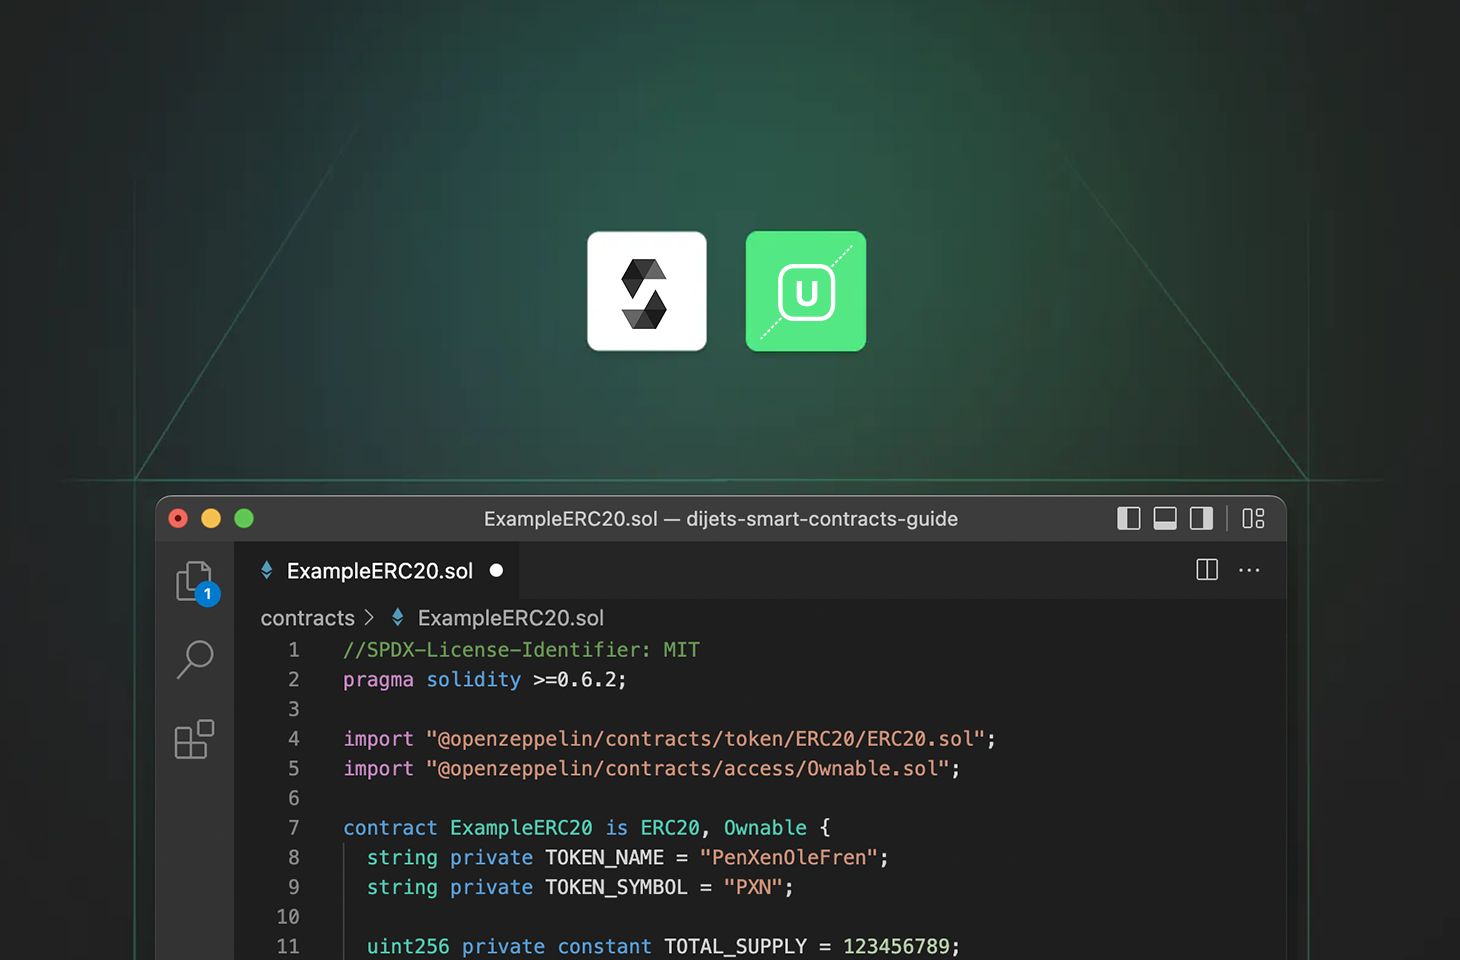 U
ExampleERC20.sol — dijets-smart-contracts-guide
1
ExampleERC20.sol
contracts > ExampleERC20.sol
1 //SPDX-License-Identifier: MIT
2 pragma solidity >=0.6.2;
3
4 import "@openzeppelin/contracts/token/ERC20/ERC20.sol";
5 import "@openzeppelin/contracts/access/Ownable.sol";
6
7 contract ExampleERC20 is ERC20, Ownable {
8 string private TOKEN_NAME = "PenXenOleFren";
9 string private TOKEN_SYMBOL = "PXN";
10
11 uint256 private constant TOTAL_SUPPLY = 123456789;